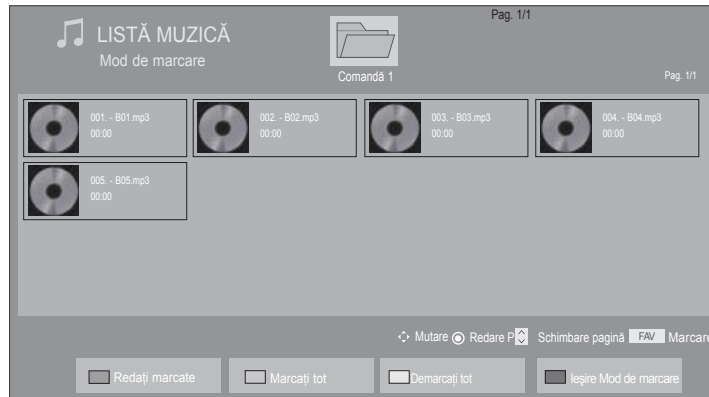 Pag. 1/1
LISTĂ MUZICĂ
Mod de marcare
Comandă 1
Pag. 1/1
001. - B01.mp3
00:00
002. - B02.mp3
00:00
003. - B03.mp3
00:00
004. - B04.mp3
00:00
005. - B05.mp3
00:00
Mutare Redare P Schimbare pagină FAV Marcare
Redați marcate Marcați tot Demarcați tot Ieşire Mod de marcare